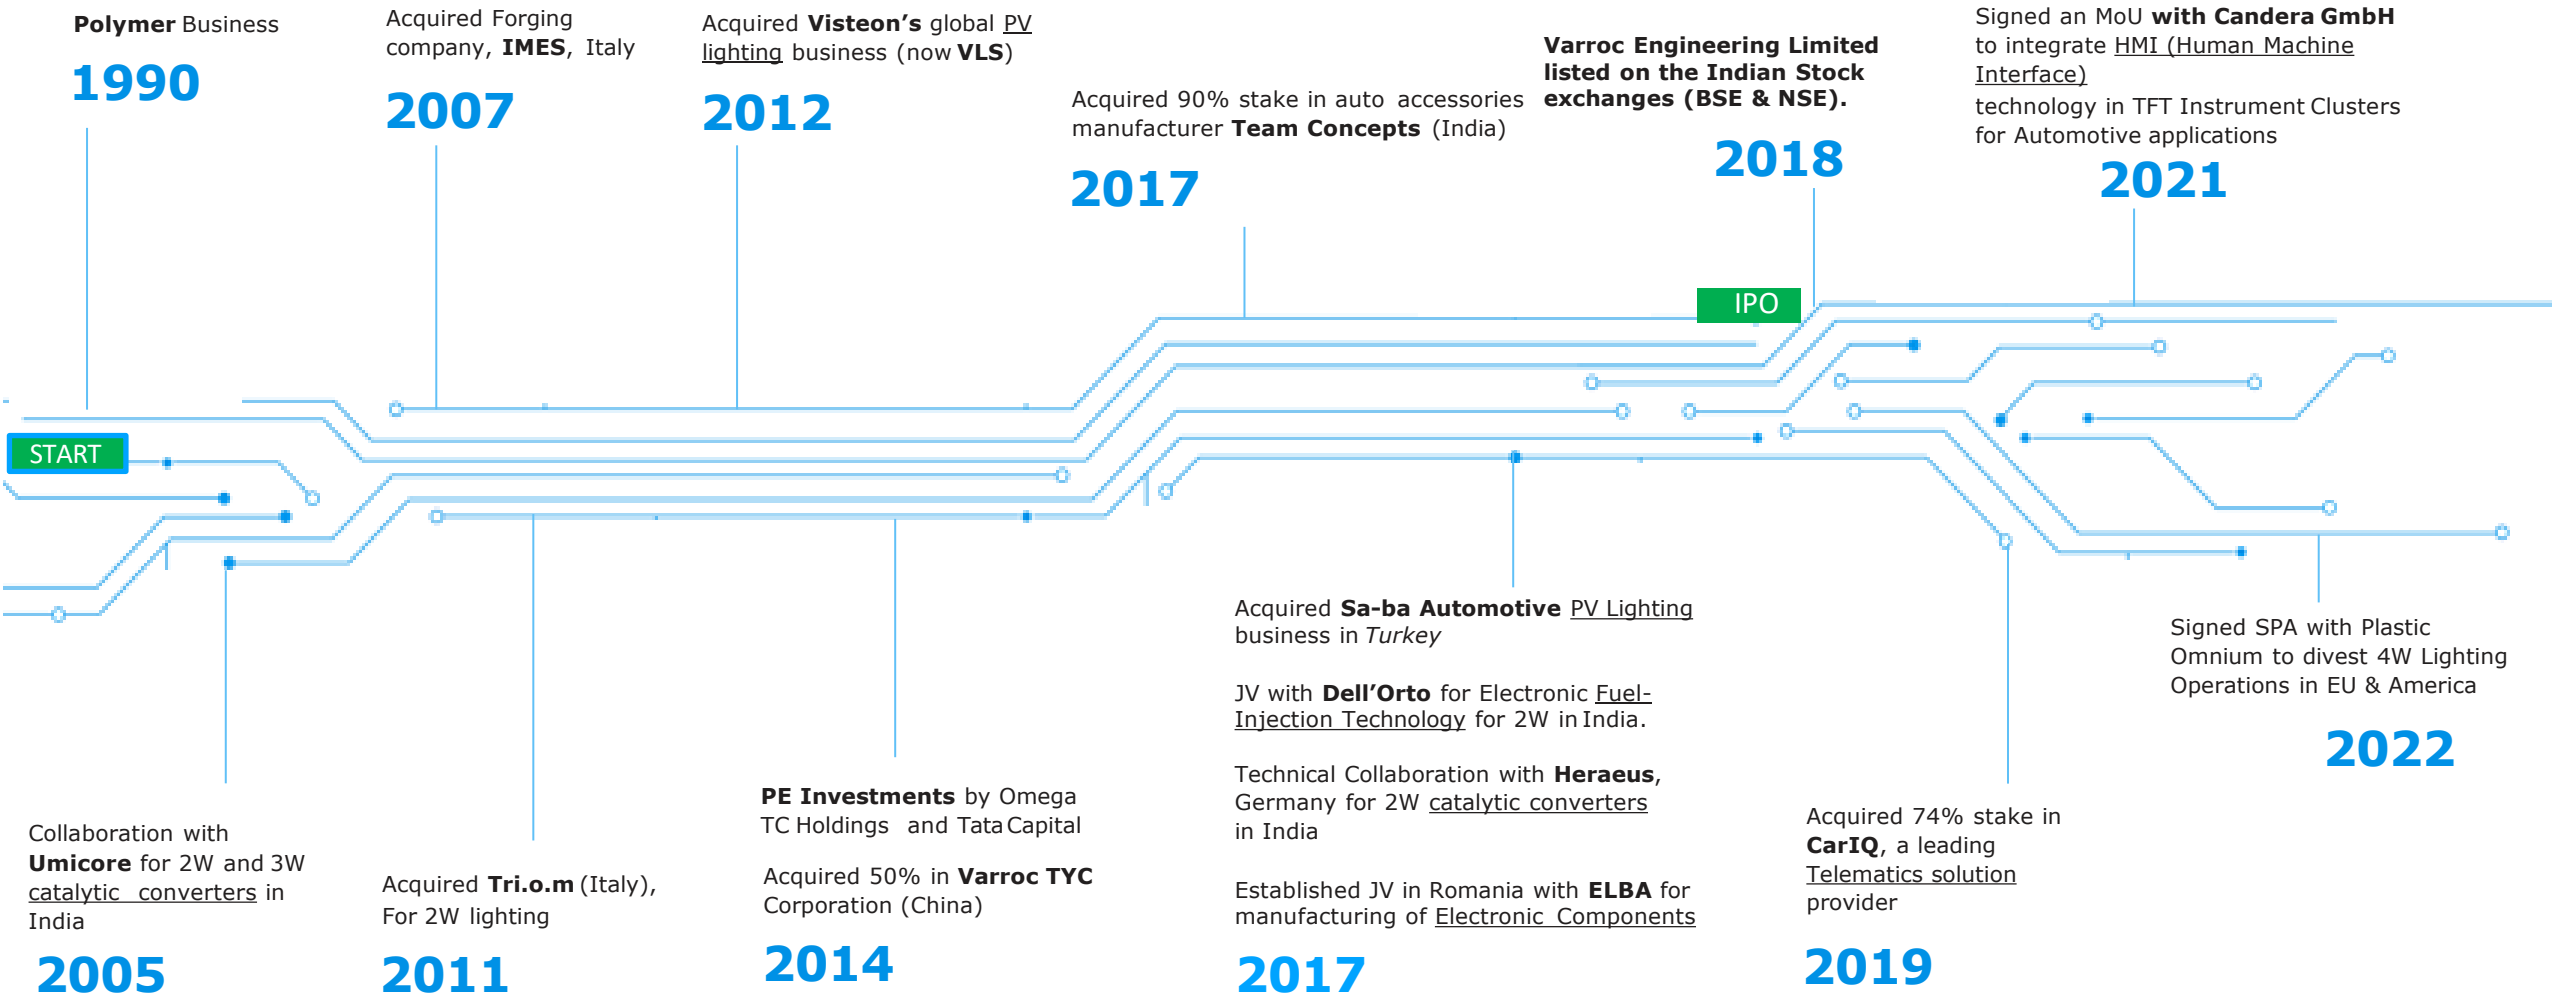 Polymer Business
1990
Acquired Forging
company, IMES, Italy
2007
Acquired Visteon’s global PV
lighting business (now VLS)
2012
Acquired 90% stake in auto accessories
manufacturer Team Concepts (India)
2017
Varroc Engineering Limited
listed on the Indian Stock
exchanges (BSE & NSE).
2018
Signed an MoU with Candera GmbH
to integrate HMI (Human Machine
Interface)
technology in TFT Instrument Clusters
for Automotive applications
2021
IPO
START
Collaboration with
Umicore for 2W and 3W
catalytic converters in
India
2005
Acquired Tri.o.m (Italy),
For 2W lighting
2011
PE Investments by Omega
TC Holdings and Tata Capital
Acquired 50% in Varroc TYC
Corporation (China)
2014
Acquired Sa-ba Automotive PV Lighting
business in Turkey
JV with Dell’Orto for Electronic Fuel-
Injection Technology for 2W in India.
Technical Collaboration with Heraeus,
Germany for 2W catalytic converters
in India
Established JV in Romania with ELBA for
manufacturing of Electronic Components
2017
Acquired 74% stake in
CarIQ, a leading
Telematics solution
provider
2019
Signed SPA with Plastic
Omnium to divest 4W Lighting
Operations in EU & America
2022